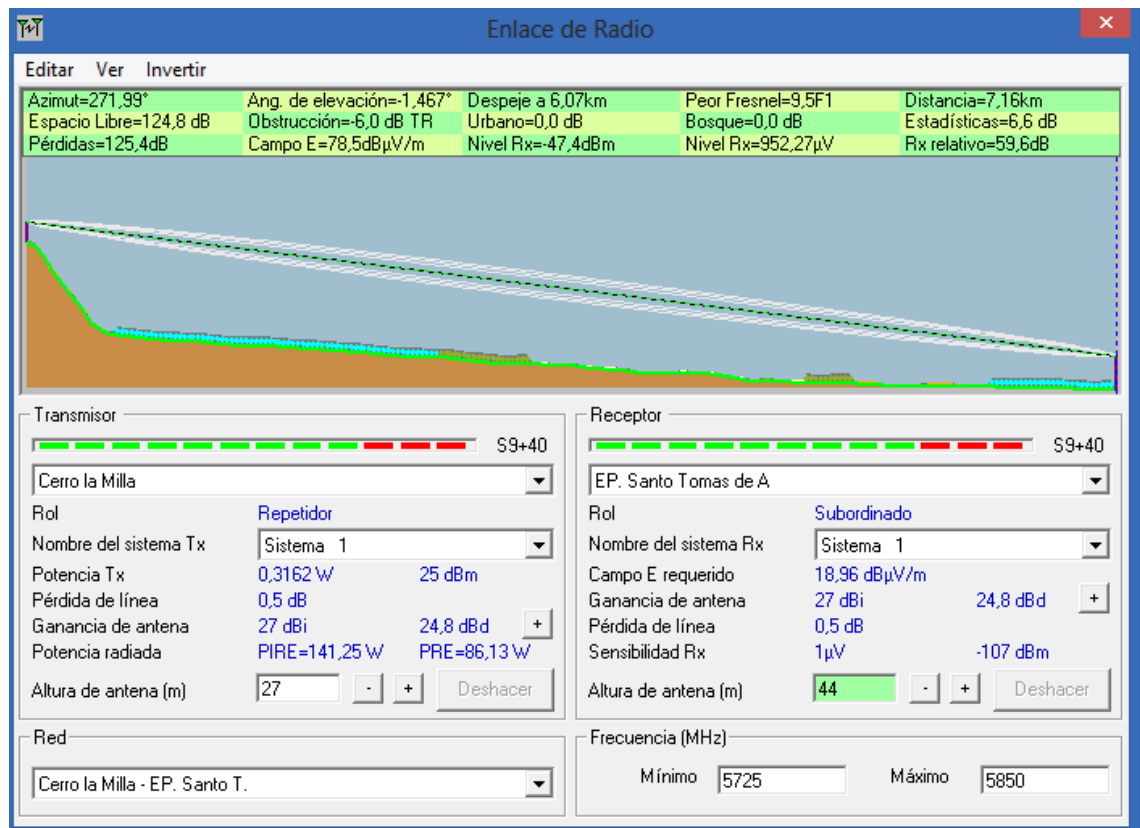 Enlace de Radio
Editar Ver Invertir
Azimut=271,99° Ang. de elevación=-1,467° Despeje a 6,07km Peor Fresnel=9,5F1 Distancia=7,16km
Espacio Libre=124,8 dB Obstrucción=-6,0 dB TR Urbano=0,0 dB Bosque=0,0 dB Estadísticas=6,6 dB
Pérdidas=125,4dB Campo E=78,5dBµV/m Nivel Rx=-47,4dBm Nivel Rx=952,27µV Rx relativo=59,6dB
Transmisor
S9+40
Cerro la Milla
Rol Repetidor
Nombre del sistema Tx Sistema 1
Potencia Tx 0,3162 W 25 dBm
Pérdida de línea 0,5 dB
Ganancia de antena 27 dBi 24,8 dBd +
Potencia radiada PIRE=141,25 W PRE=86,13 W
Altura de antena (m) 27 - + Deshacer
Receptor
S9+40
EP. Santo Tomas de A
Rol Subordinado
Nombre del sistema Rx Sistema 1
Campo E requerido 18,96 dBµV/m
Ganancia de antena 27 dBi 24,8 dBd +
Pérdida de línea 0,5 dB
Sensibilidad Rx 1µV -107 dBm
Altura de antena (m) 44 - + Deshacer
Red
Cerro la Milla - EP. Santo T.
Frecuencia (MHz)
Mínimo 5725 Máximo 5850